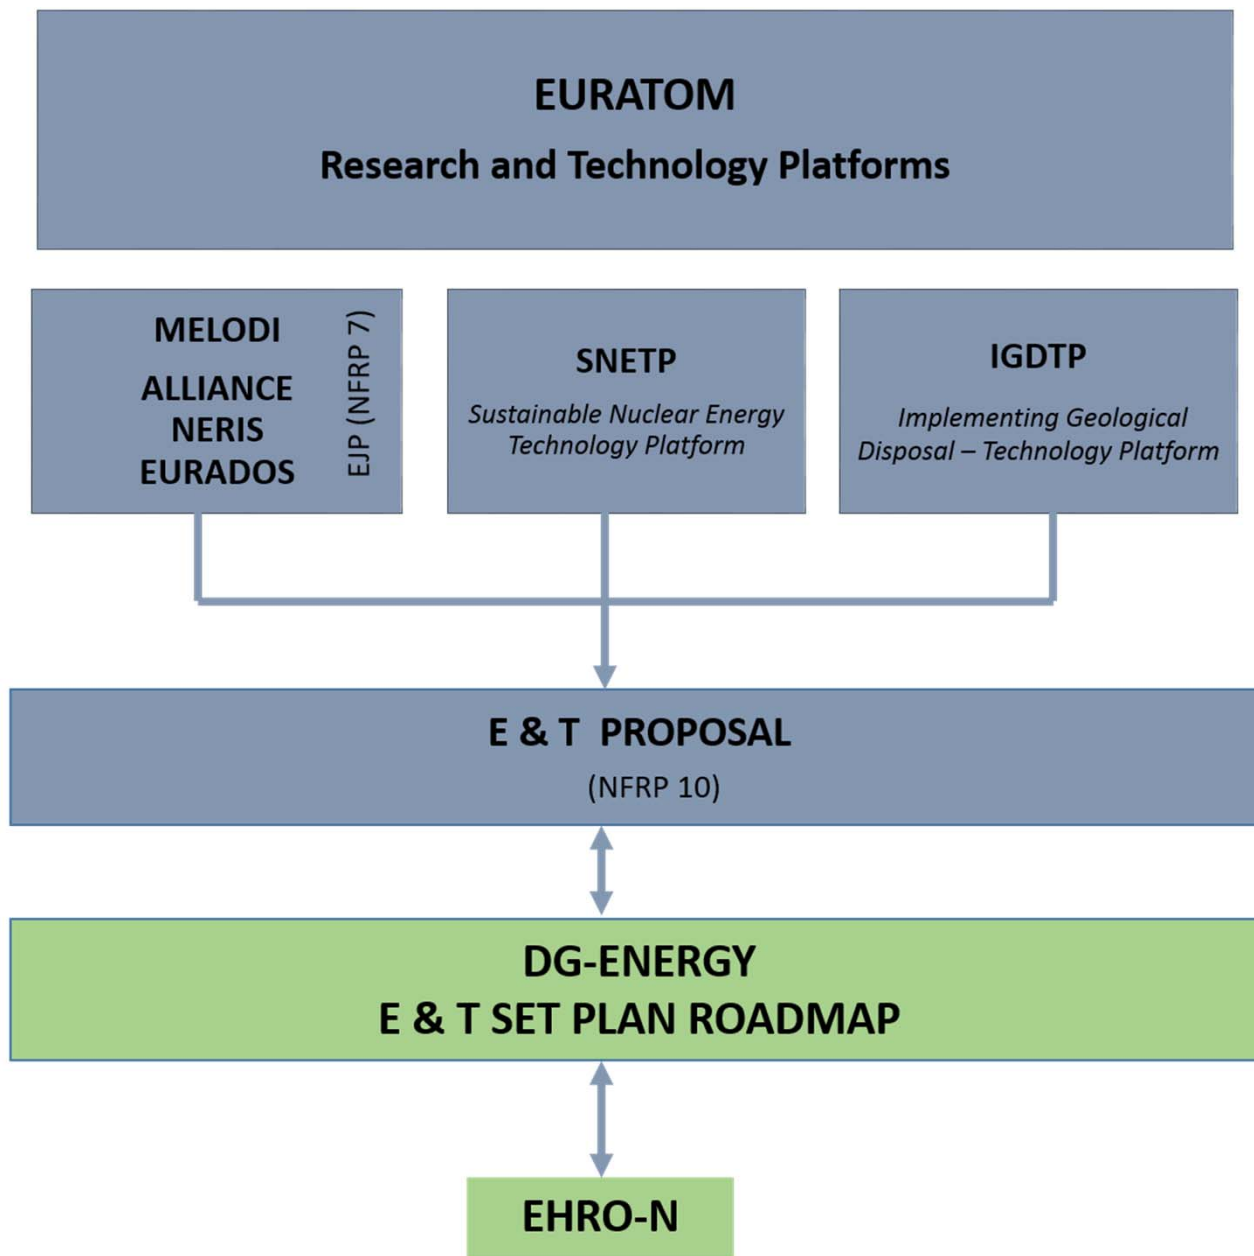 EURATOM
Research and Technology Platforms
MELODI
ALLIANCE
NERIS
EURADOS
EJP (NFRP 7)
SNETP
Sustainable Nuclear Energy
Technology Platform
IGDTP
Implementing Geological
Disposal – Technology Platform
E & T PROPOSAL
(NFRP 10)
DG-ENERGY
E & T SET PLAN ROADMAP
EHRO-N